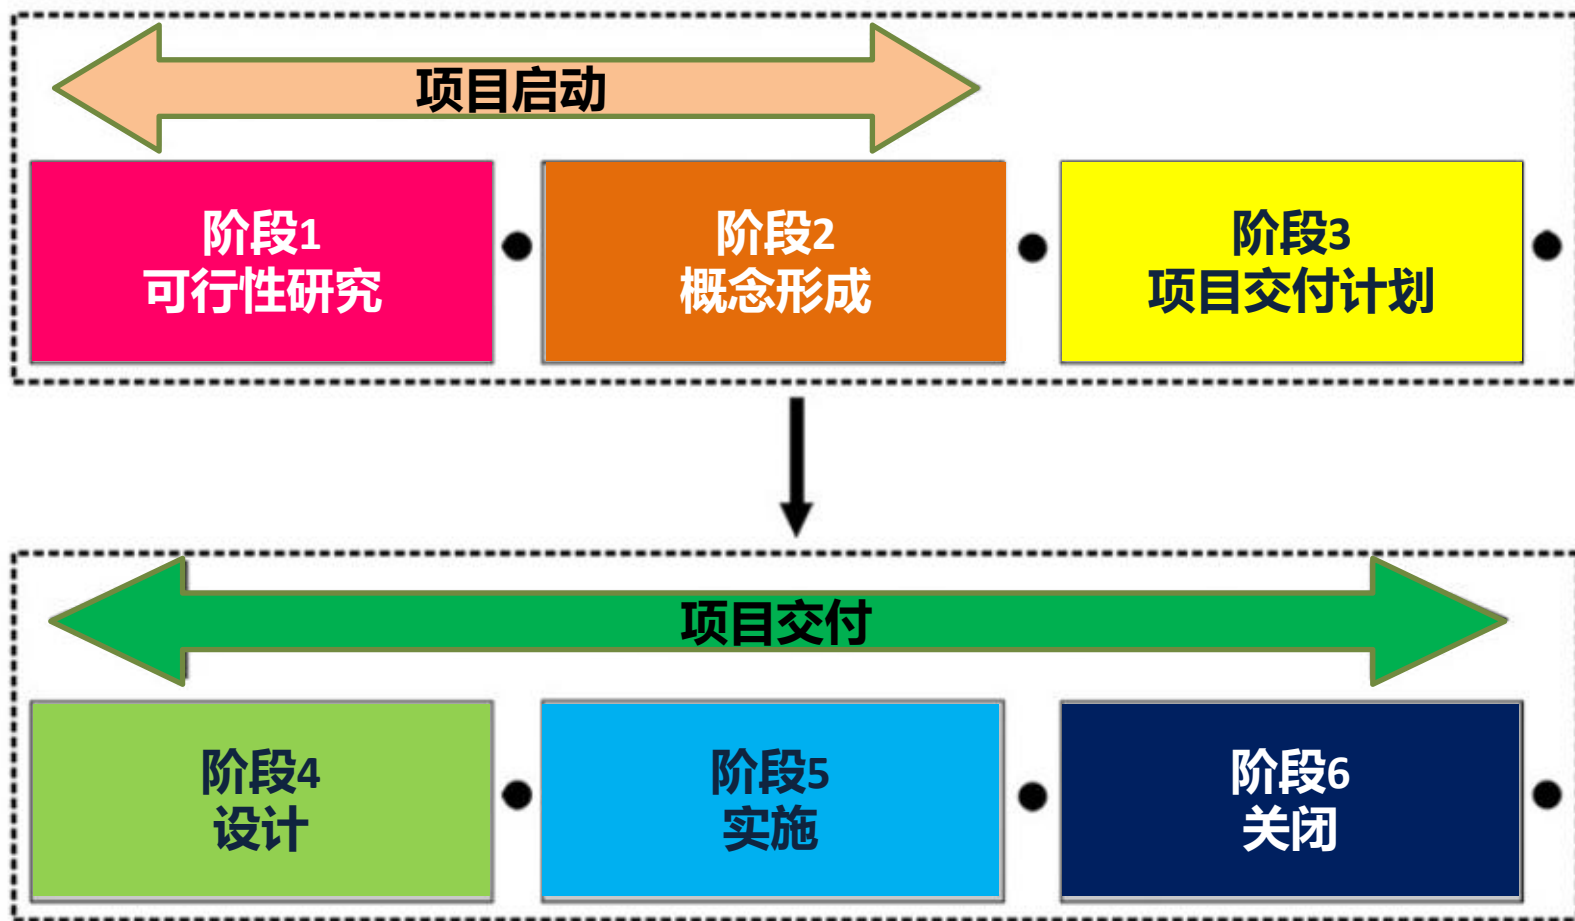 项目启动
阶段1
可行性研究
阶段2
概念形成
阶段3
项目交付计划
项目交付
阶段4
设计
阶段5
实施
阶段6
关闭